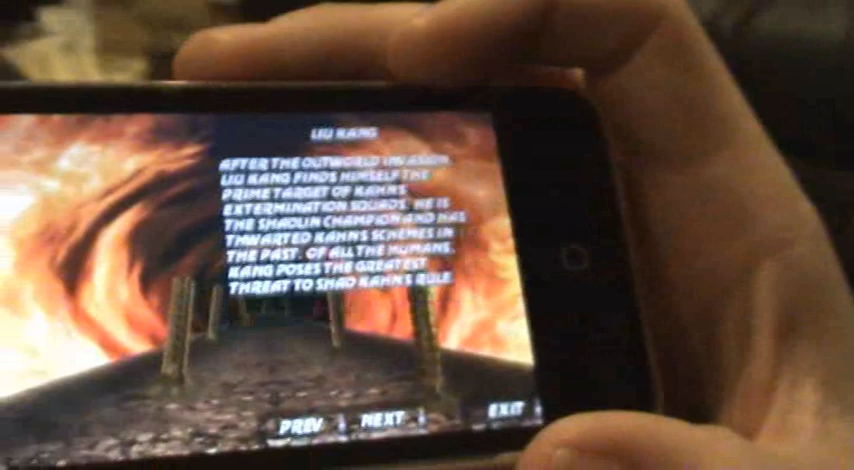 LIU KANG
AFTER THE OUTWORLD INVASION,
LIU KANG FINDS HIMSELF THE
PRIME TARGET OF KAHN'S
EXTERMINATION SQUADS. HE IS
THE SHAOLIN CHAMPION AND HAS
THWARTED KAHN'S SCHEMES IN
THE PAST. OF ALL THE HUMANS,
KANG POSES THE GREATEST
THREAT TO SHAO KAHN'S RULE
PREV NEXT EXIT